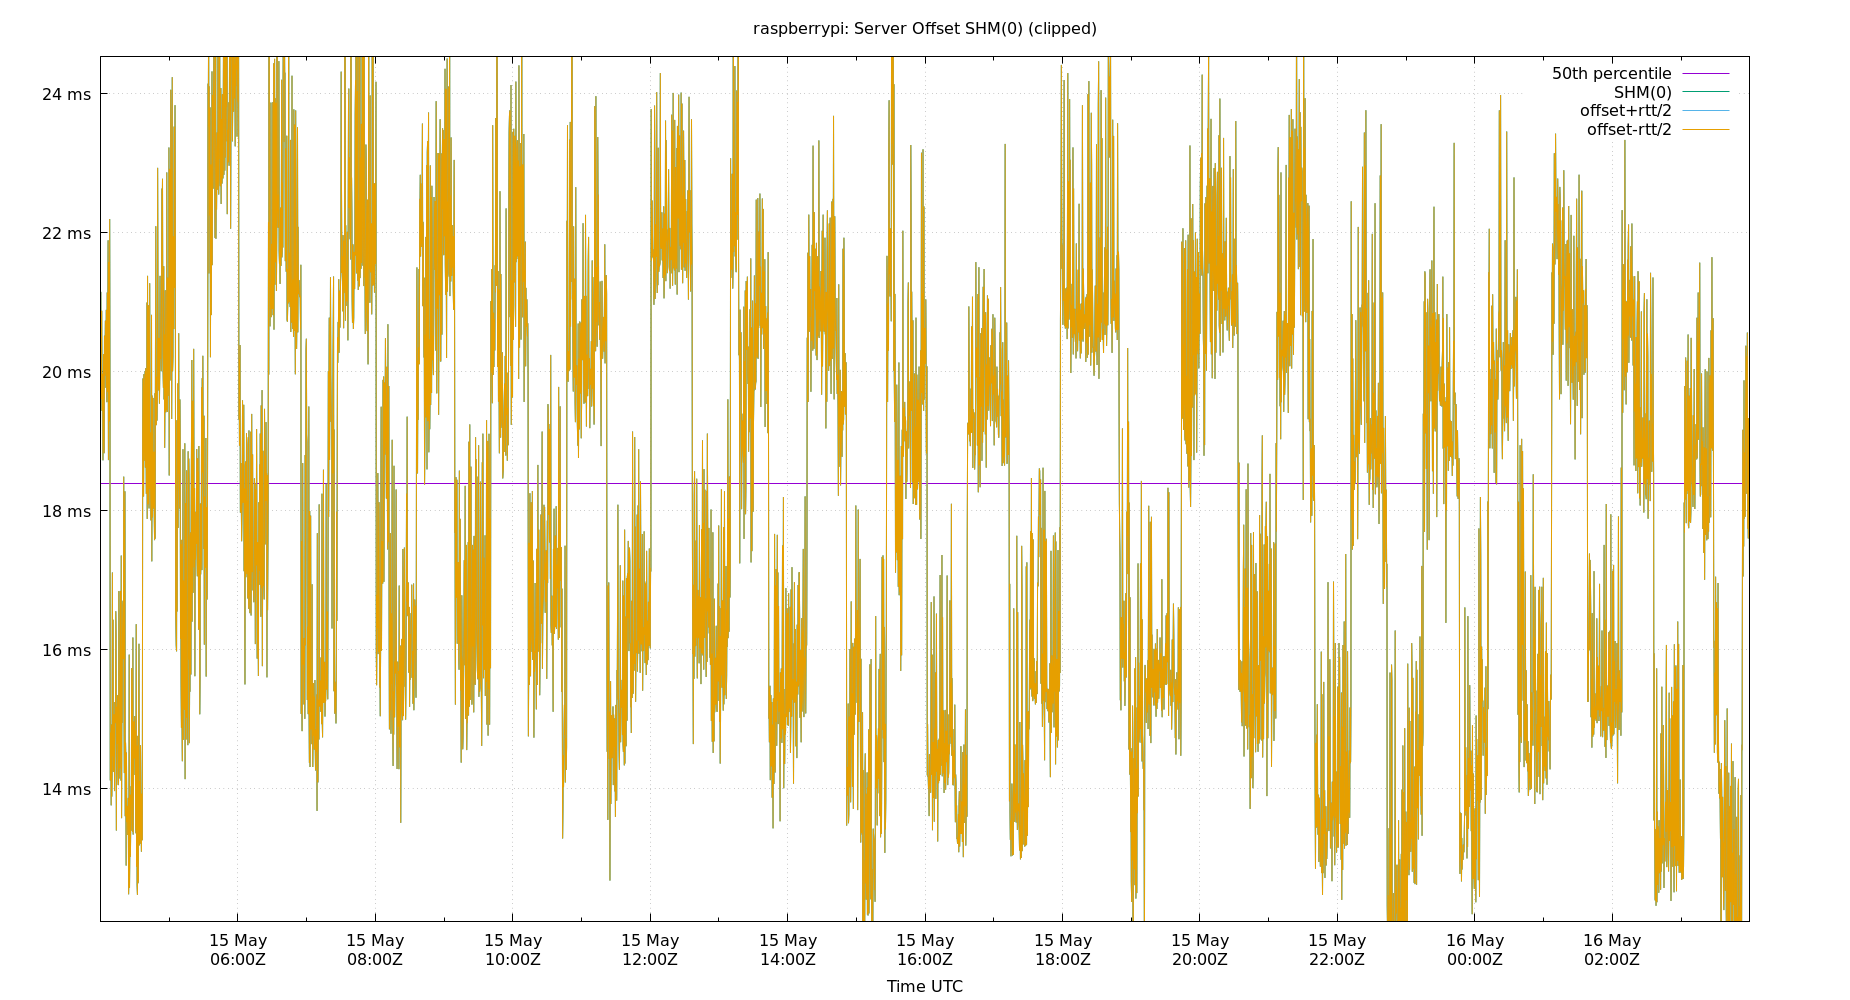 raspberrypi: Server Offset SHM(0) (clipped)
50th percentile
SHM(0)
offset+rtt/2
offset-rtt/2
24 ms
22 ms
20 ms
18 ms
16 ms
14 ms
15 May 15 May 15 May 15 May 15 May 15 May 15 May 15 May 15 May 16 May 16 May
06:00Z 08:00Z 10:00Z 12:00Z 14:00Z 16:00Z 18:00Z 20:00Z 22:00Z 00:00Z 02:00Z
Time UTC